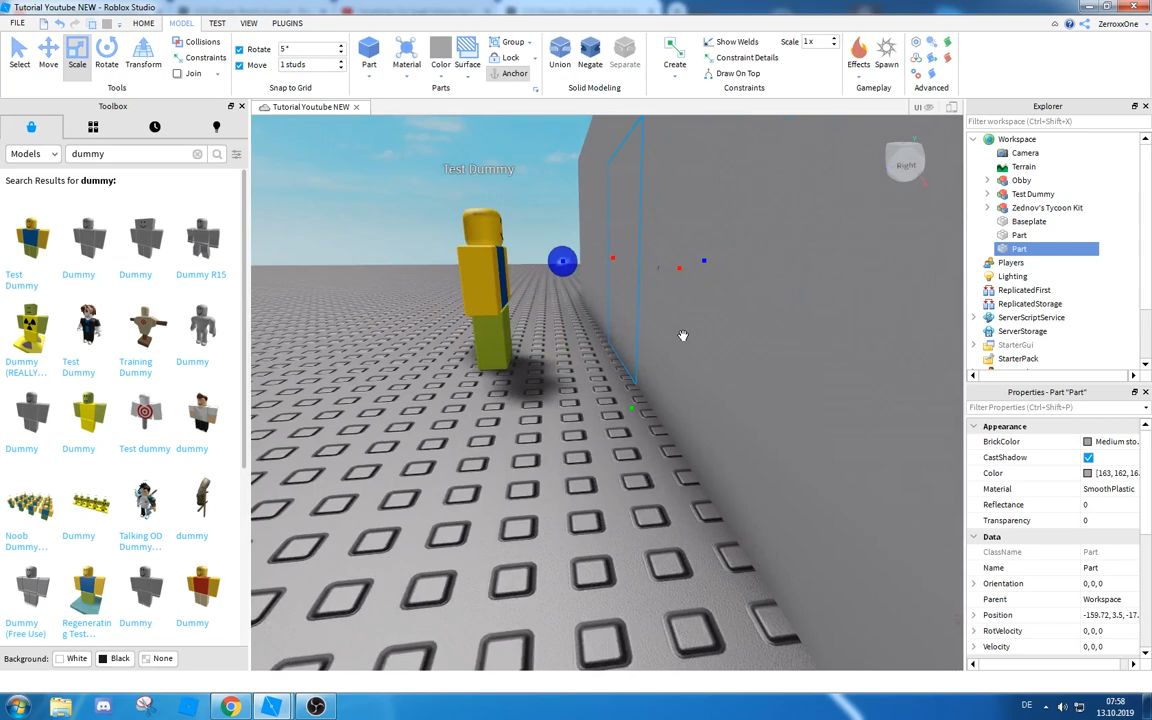 Tutorial Youtube NEW - Roblox Studio
FILE HOME MODEL TEST VIEW PLUGINS ZerroxxOne
Select Move Scale Rotate Transform
Collisions
Constraints
Join
Tools
Rotate 5°
Move 1 studs
Snap to Grid
Part Material Color Surface
Group
Lock
Anchor
Parts
Union Negate Separate
Solid Modeling
Create
Show Welds
Constraint Details
Draw On Top
Scale 1x
Constraints
Effects Spawn
Gameplay
Advanced
Toolbox
Models dummy
Search Results for dummy:
Test Dummy Dummy Dummy Dummy R15
Dummy (REALLY... Test Dummy Training Dummy Dummy
Dummy Dummy Test dummy dummy
Noob Dummy... Dummy Talking OD Dummy... dummy
Dummy (Free Use) Regenerating Test... Dummy Dummy
Background: White Black None
Tutorial Youtube NEW
UI
Test Dummy
Right
Explorer
Filter workspace (Ctrl+Shift+X)
Workspace
Camera
Terrain
Obby
Test Dummy
Zednov's Tycoon Kit
Baseplate
Part
Part
Players
Lighting
ReplicatedFirst
ReplicatedStorage
ServerScriptService
ServerStorage
StarterGui
StarterPack
Properties - Part "Part"
Filter Properties (Ctrl+Shift+P)
Appearance
BrickColor Medium sto...
CastShadow
Color [163, 162, 16...
Material SmoothPlastic
Reflectance 0
Transparency 0
Data
ClassName Part
Name Part
Orientation 0, 0, 0
Parent Workspace
Position -159.72, 3.5, -17...
RotVelocity 0, 0, 0
Velocity 0, 0, 0
DE 07:58
13.10.2019